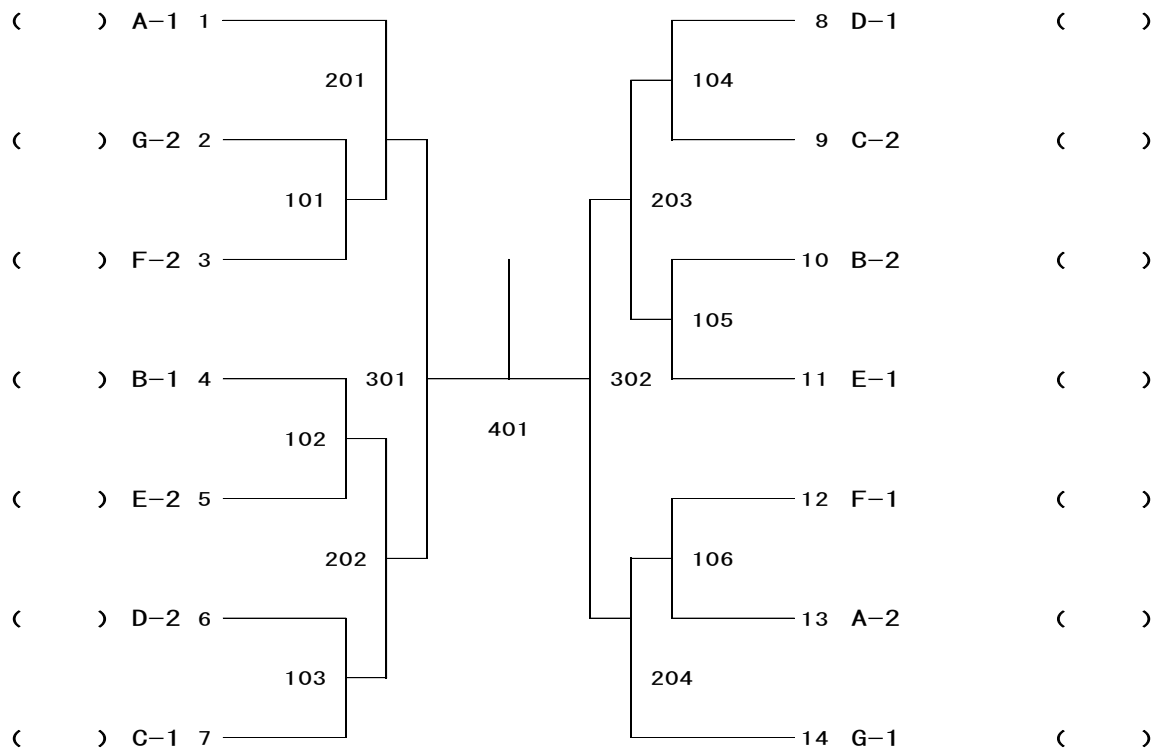 ( ) A-1 1 8 D-1 ( )
201 104
( ) G-2 2 9 C-2 ( )
101 203
( ) F-2 3 10 B-2 ( )
105
( ) B-1 4 301 302 11 E-1 ( )
401
102
( ) E-2 5 12 F-1 ( )
202 106
( ) D-2 6 13 A-2 ( )
103 204
( ) C-1 7 14 G-1 ( )